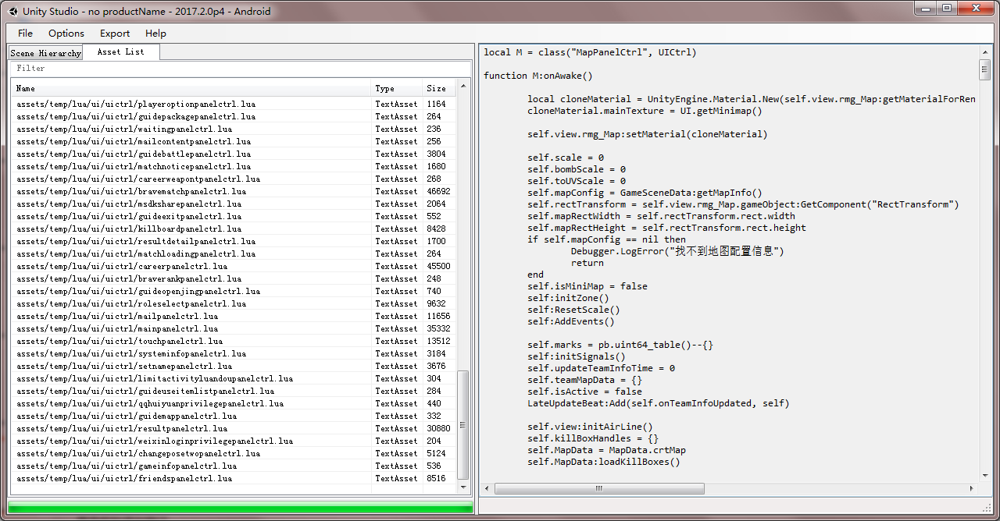 Unity Studio - no productName - 2017.2.0p4 - Android
File Options Export Help
Scene Hierarchy Asset List
Filter
Name Type Size
assets/temp/lua/ui/uictrl/playeroptionpanelctrl.lua TextAsset 1164
assets/temp/lua/ui/uictrl/guidepackagepanelctrl.lua TextAsset 264
assets/temp/lua/ui/uictrl/waitingpanelctrl.lua TextAsset 236
assets/temp/lua/ui/uictrl/mailcontentpanelctrl.lua TextAsset 256
assets/temp/lua/ui/uictrl/guidebattlepanelctrl.lua TextAsset 3804
assets/temp/lua/ui/uictrl/matchnoticepanelctrl.lua TextAsset 1680
assets/temp/lua/ui/uictrl/careerweapontpanelctrl.lua TextAsset 268
assets/temp/lua/ui/uictrl/bravematchpanelctrl.lua TextAsset 46692
assets/temp/lua/ui/uictrl/msdksharepanelctrl.lua TextAsset 2064
assets/temp/lua/ui/uictrl/guideexitpanelctrl.lua TextAsset 552
assets/temp/lua/ui/uictrl/killboardpanelctrl.lua TextAsset 8428
assets/temp/lua/ui/uictrl/resultdetailpanelctrl.lua TextAsset 1700
assets/temp/lua/ui/uictrl/matchloadingpanelctrl.lua TextAsset 264
assets/temp/lua/ui/uictrl/careerpanelctrl.lua TextAsset 45500
assets/temp/lua/ui/uictrl/braverankpanelctrl.lua TextAsset 248
assets/temp/lua/ui/uictrl/guideopenjingpanelctrl.lua TextAsset 740
assets/temp/lua/ui/uictrl/roleselectpanelctrl.lua TextAsset 9632
assets/temp/lua/ui/uictrl/mailpanelctrl.lua TextAsset 11656
assets/temp/lua/ui/uictrl/mainpanelctrl.lua TextAsset 35332
assets/temp/lua/ui/uictrl/touchpanelctrl.lua TextAsset 13512
assets/temp/lua/ui/uictrl/systeminfopanelctrl.lua TextAsset 3184
assets/temp/lua/ui/uictrl/setnamepanelctrl.lua TextAsset 3676
assets/temp/lua/ui/uictrl/limitactivityluandoupanelctrl.lua TextAsset 304
assets/temp/lua/ui/uictrl/guideuseitemlistpanelctrl.lua TextAsset 284
assets/temp/lua/ui/uictrl/qqhuiyuanprivilegepanelctrl.lua TextAsset 440
assets/temp/lua/ui/uictrl/guidemappanelctrl.lua TextAsset 332
assets/temp/lua/ui/uictrl/resultpanelctrl.lua TextAsset 30880
assets/temp/lua/ui/uictrl/weixinloginprivilegepanelctrl.lua TextAsset 204
assets/temp/lua/ui/uictrl/changeposetwopanelctrl.lua TextAsset 5124
assets/temp/lua/ui/uictrl/gameinfopanelctrl.lua TextAsset 536
assets/temp/lua/ui/uictrl/friendspanelctrl.lua TextAsset 8516
local M = class("MapPanelCtrl", UICtrl)
function M:onAwake()
local cloneMaterial = UnityEngine.Material.New(self.view.rmg_Map:getMaterialForRen
cloneMaterial.mainTexture = UI.getMinimap()
self.view.rmg_Map:setMaterial(cloneMaterial)
self.scale = 0
self.bombScale = 0
self.toUVScale = 0
self.mapConfig = GameSceneData:getMapInfo()
self.rectTransform = self.view.rmg_Map.gameObject:GetComponent("RectTransform")
self.mapRectWidth = self.rectTransform.rect.width
self.mapRectHeight = self.rectTransform.rect.height
if self.mapConfig == nil then
Debugger.LogError("找不到地图配置信息")
return
end
self.isMiniMap = false
self:initZone()
self:ResetScale()
self:AddEvents()
self.marks = pb.uint64_table()--{}
self:initSignals()
self.updateTeamInfoTime = 0
self.teamMapData = {}
self.isActive = false
LateUpdateBeat:Add(self.onTeamInfoUpdated, self)
self.view:initAirLine()
self.killBoxHandles = {}
self.MapData = MapData.crtMap
self.MapData:loadKillBoxes()